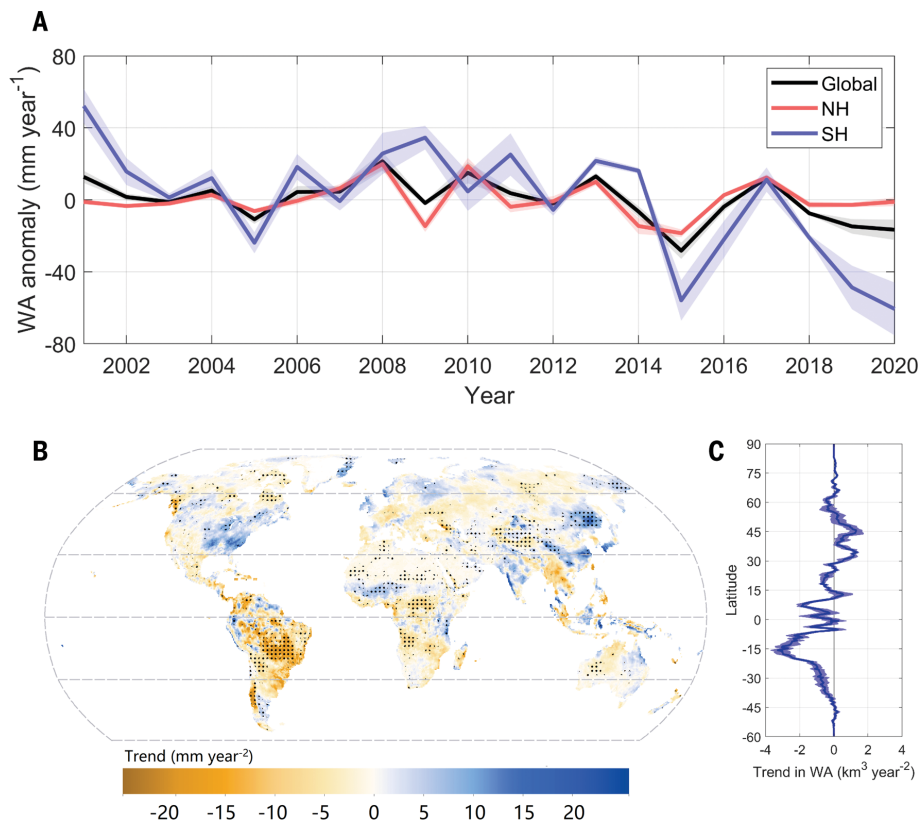 A
80
40
0
-40
-80
WA anomaly (mm year-1)
Global
NH
SH
2002 2004 2006 2008 2010 2012 2014 2016 2018 2020
Year
B
Trend (mm year-2)
-20 -15 -10 -5 0 5 10 15 20
C
90
75
60
45
30
15
0
-15
-30
-45
-60
Latitude
-4 -2 0 2 4
Trend in WA (km3 year-2)